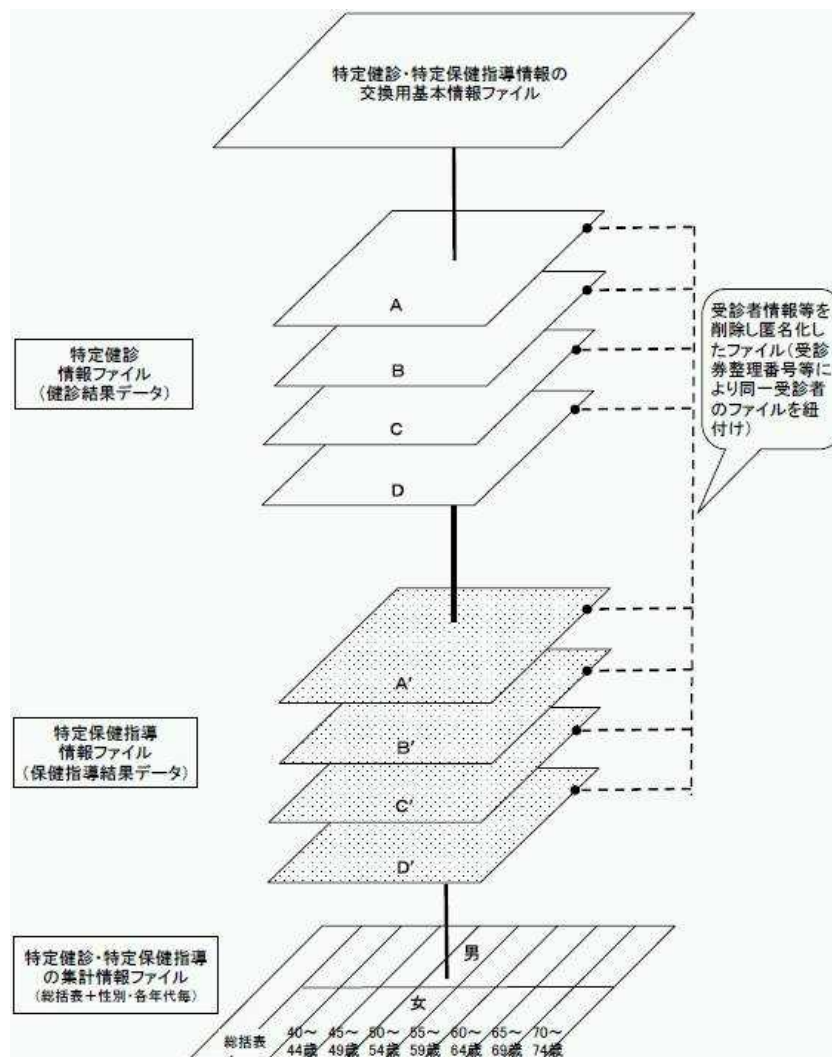 特定健診・特定保健指導情報の
交換用基本情報ファイル
A
B
C
D
特定健診
情報ファイル
(健診結果データ)
受診者情報等を
削除し匿名化し
たファイル(受診
券整理番号等に
より同一受診者
のファイルを紐
付け)
A′
B′
C′
D′
特定保健指導
情報ファイル
(保健指導結果データ)
特定健診・特定保健指導
の集計情報ファイル
(総括表+性別・各年代毎)
男
女
総括表
40～ 45～ 50～ 55～ 60～ 65～ 70～
44歳 49歳 54歳 59歳 64歳 69歳 74歳